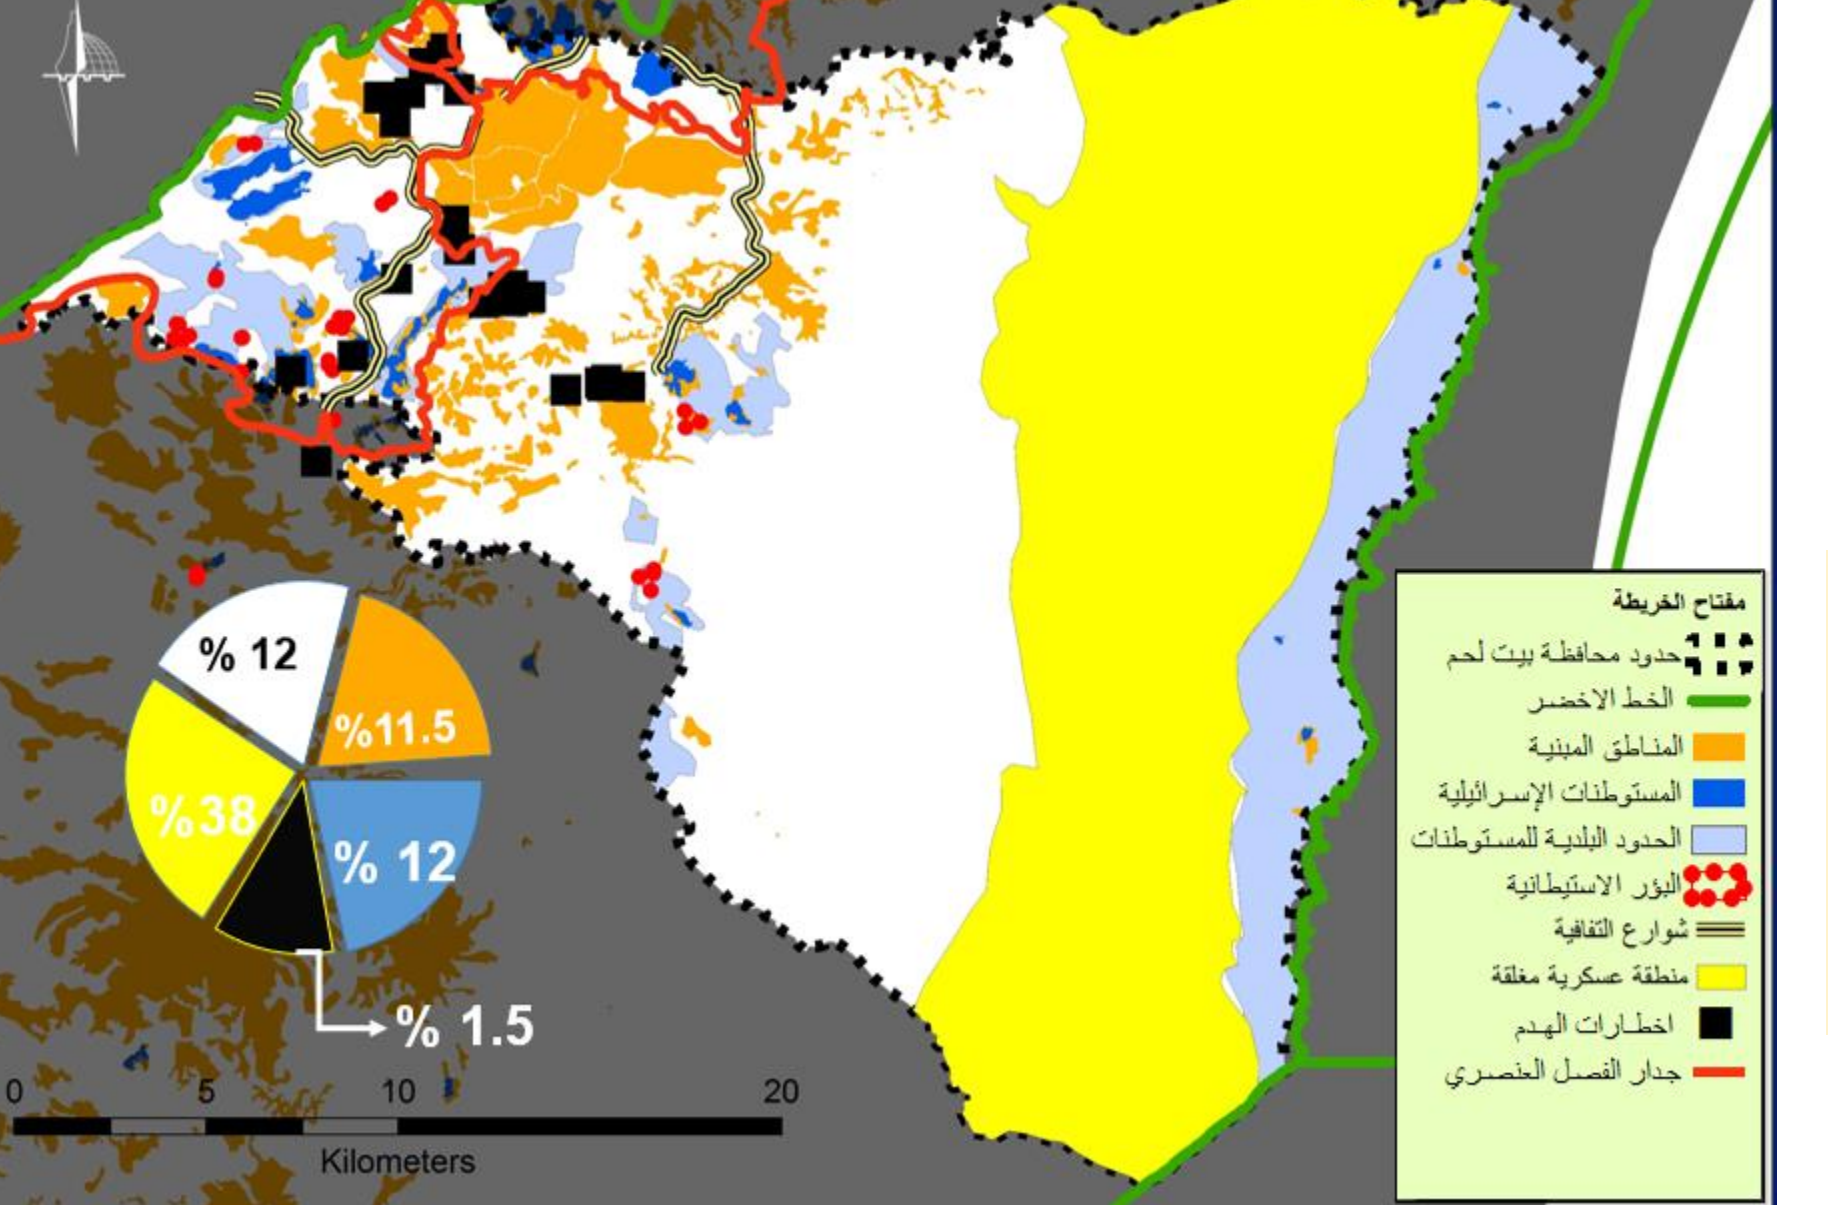 % 12
%11.5
%38
% 12
% 1.5
0 5 10 20
Kilometers
مفتاح الخريطة
حدود محافظة بيت لحم
الخط الاخضر
المناطق المبنية
المستوطنات الإسرائيلية
الحدود البلدية للمستوطنات
البؤر الاستيطانية
شوارع التفافية
منطقة عسكرية مغلقة
اخطارات الهدم
جدار الفصل العنصري